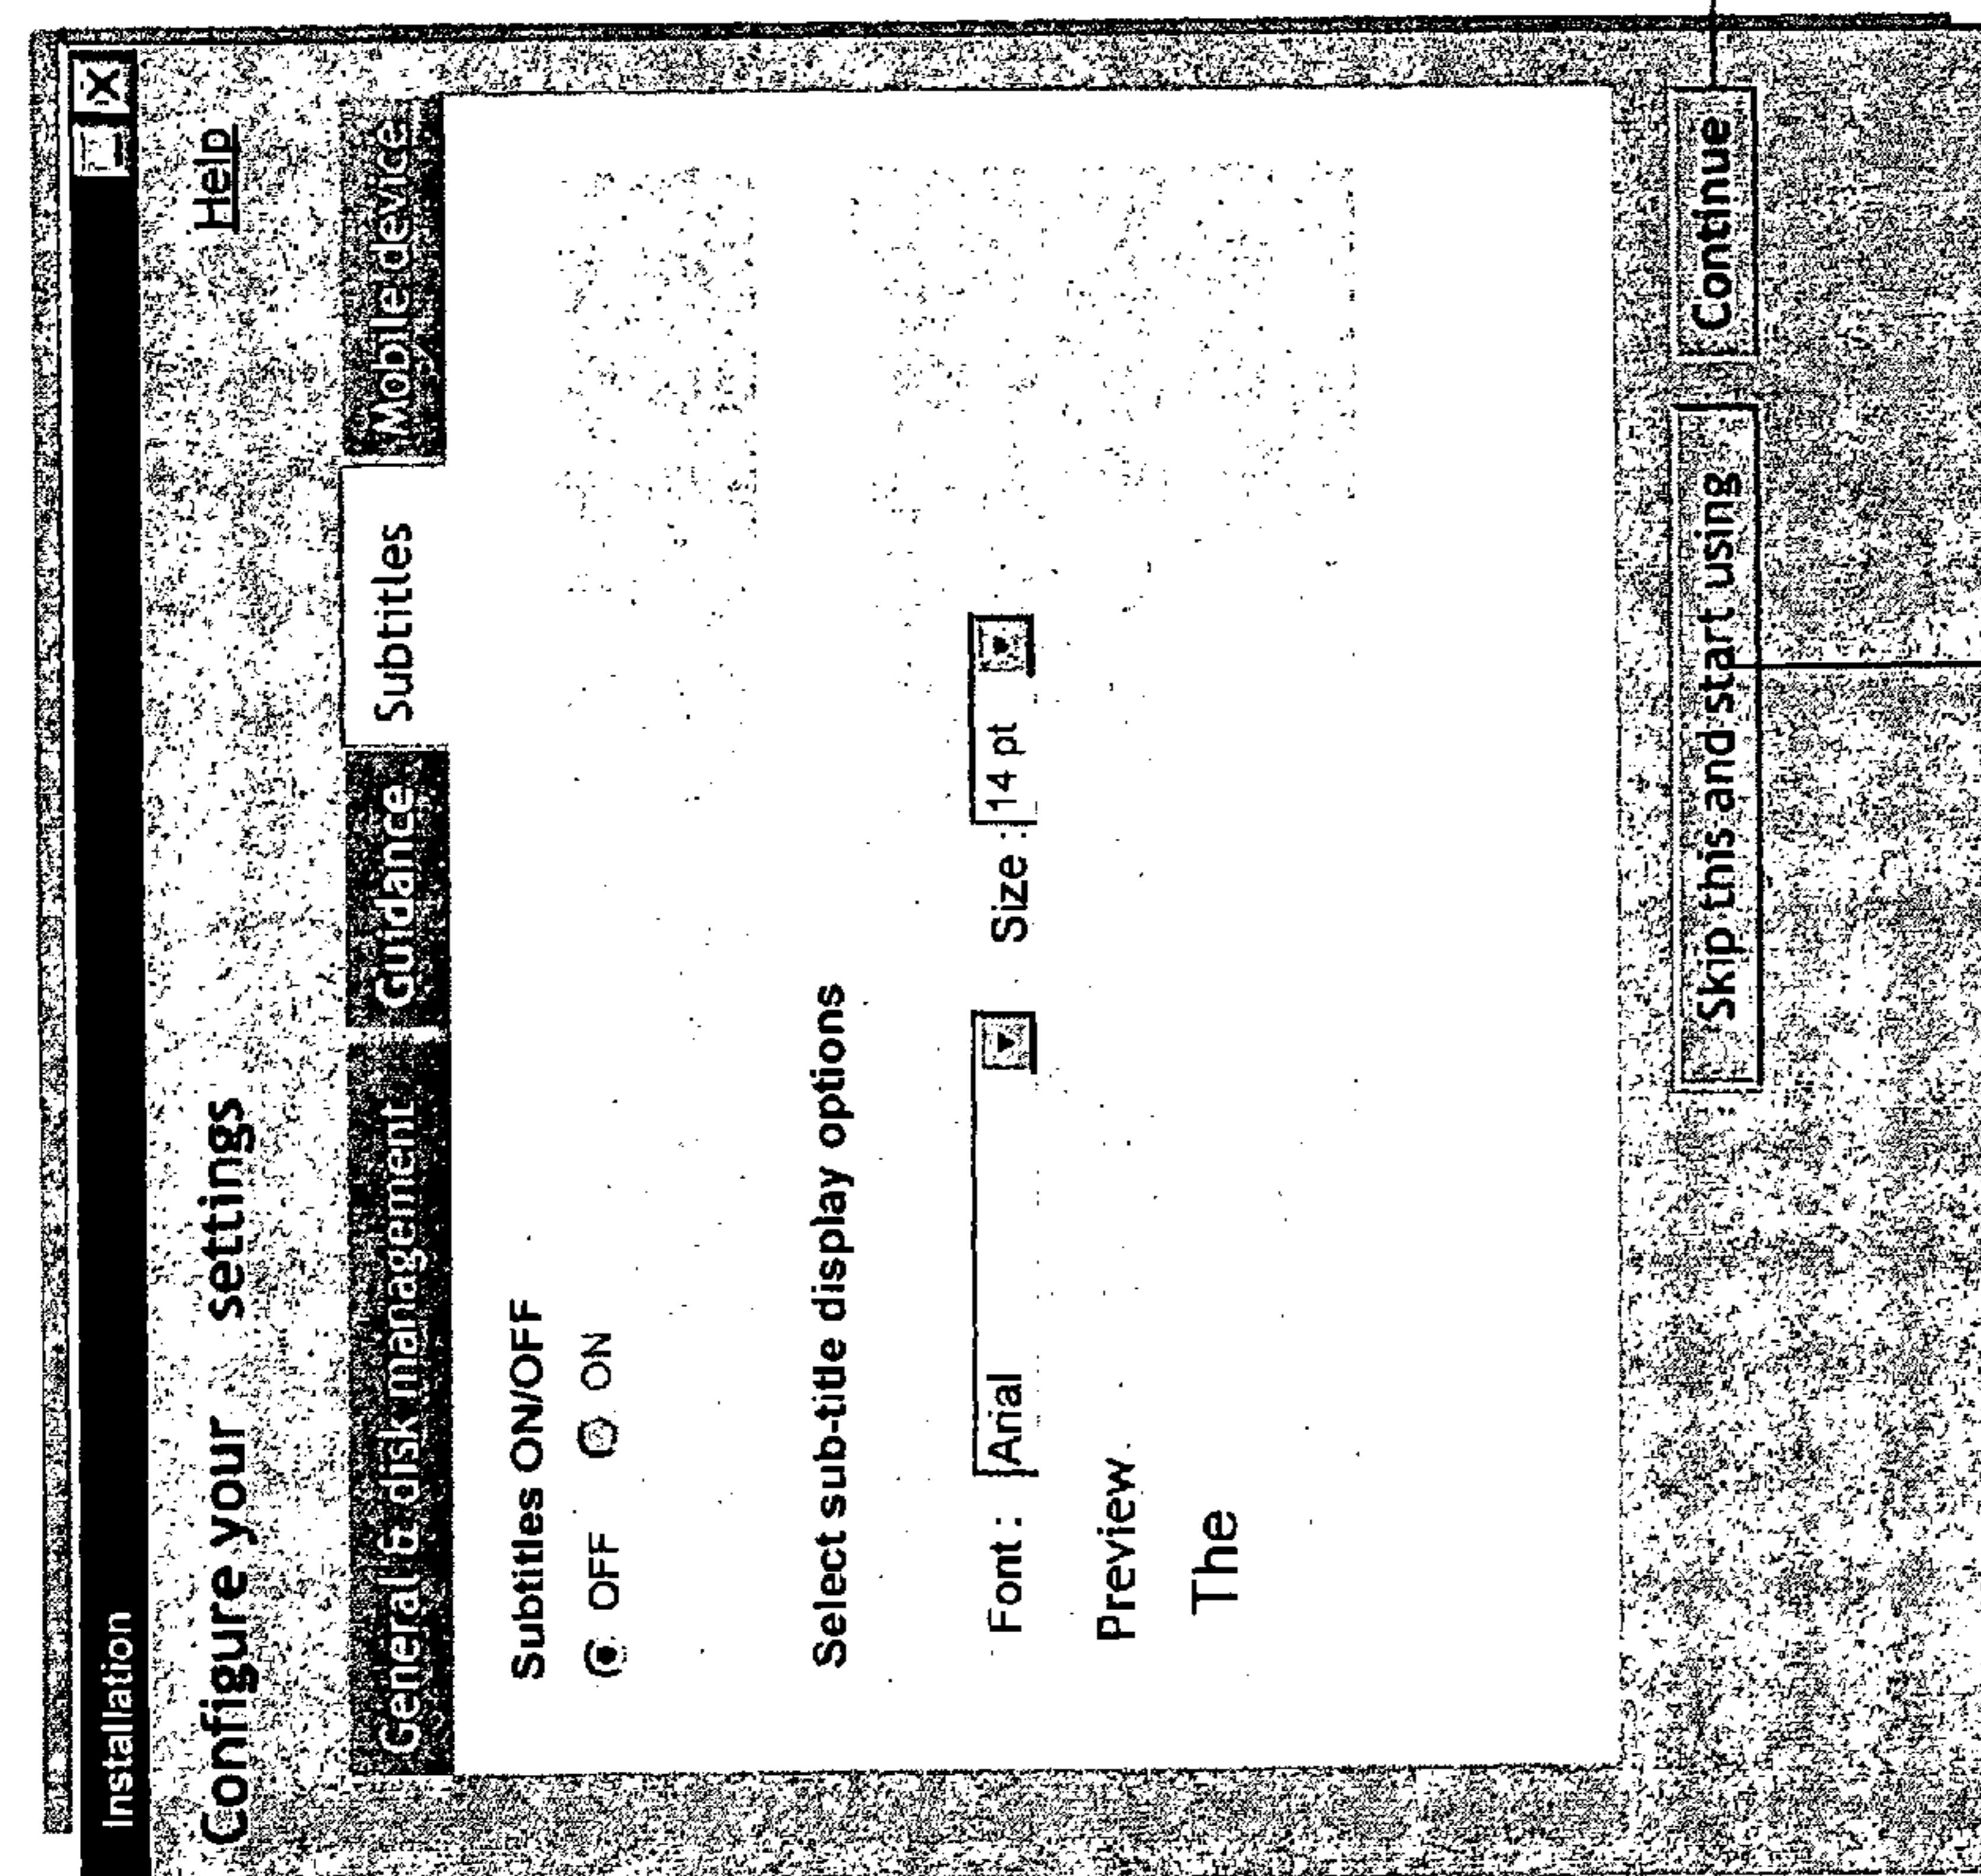 Installation
Configure your settings Help
General & disk management Guidance Subtitles Mobile device
Subtitles ON/OFF
OFF ON
Select sub-title display options
Font : Arial Size : 14 pt
Preview
The
Skip this and start using Continue